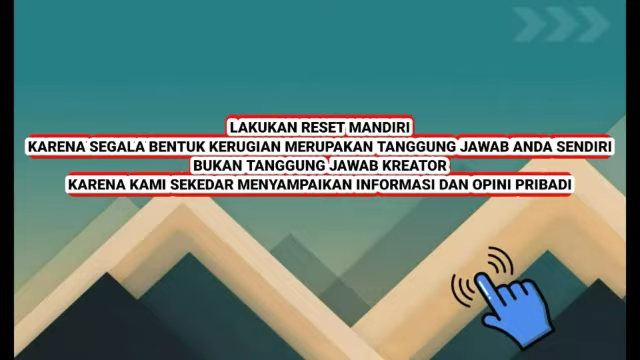 LAKUKAN RESET MANDIRI
KARENA SEGALA BENTUK KERUGIAN MERUPAKAN TANGGUNG JAWAB ANDA SENDIRI
BUKAN TANGGUNG JAWAB KREATOR
KARENA KAMI SEKEDAR MENYAMPAIKAN INFORMASI DAN OPINI PRIBADI